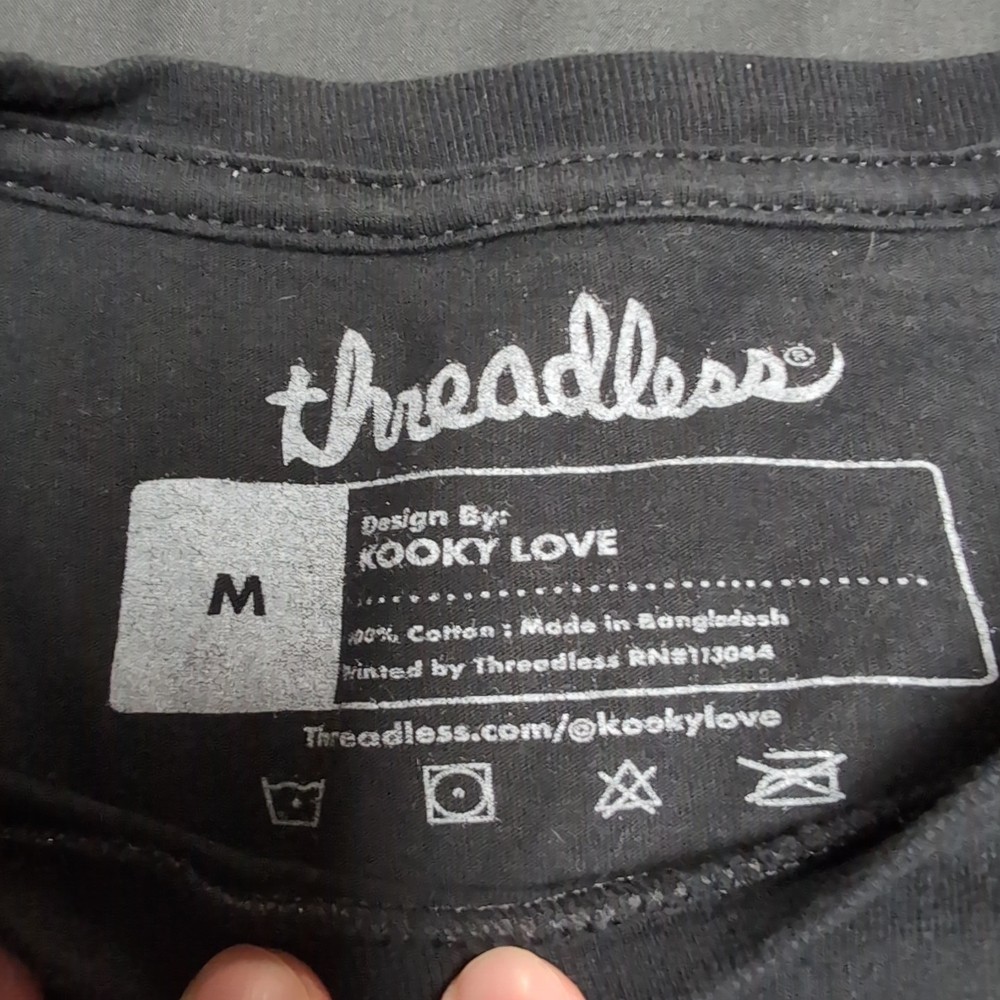 threadless®
M
Design By:
KOOKY LOVE
100% Cotton : Made in Bangladesh
Printed by Threadless RN#113044
Threadless.com/@kookylove